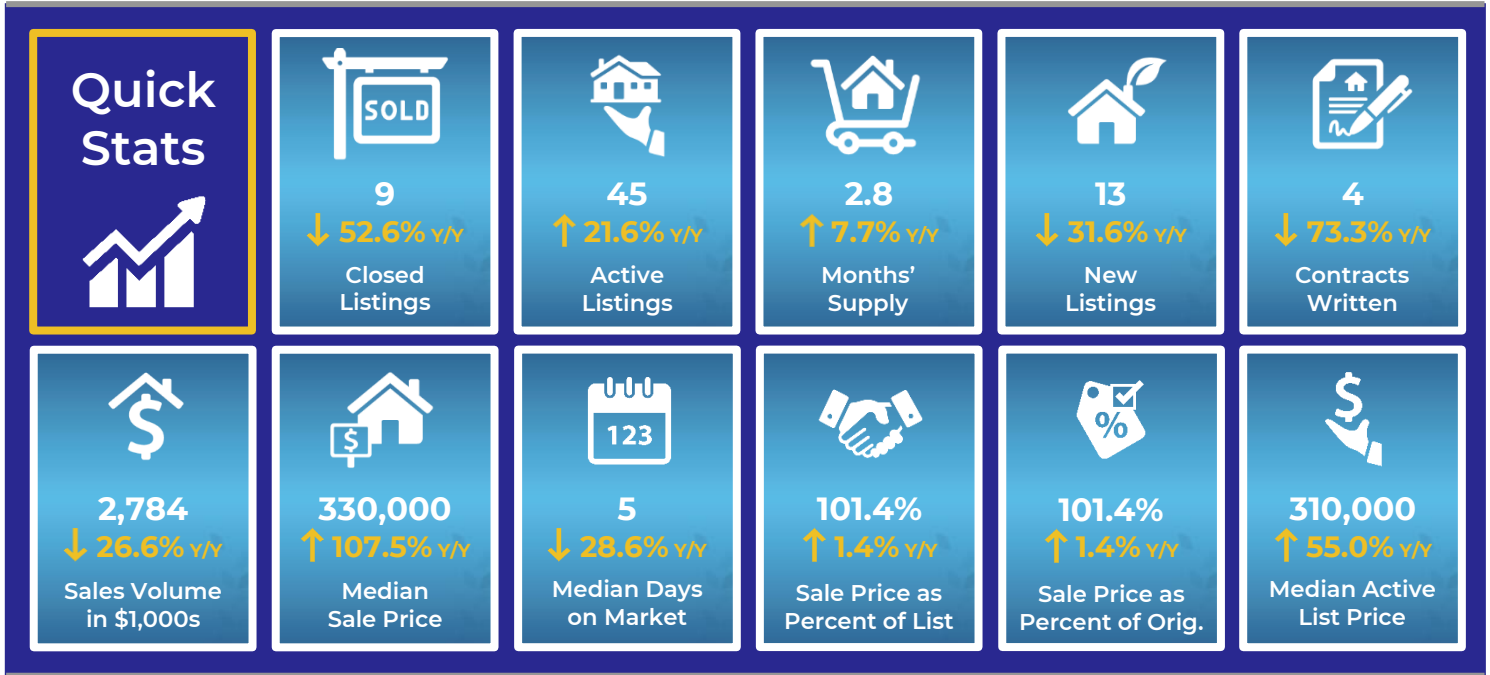 Quick
Stats
SOLD
9
↓ 52.6% Y/Y
Closed
Listings
45
↑ 21.6% Y/Y
Active
Listings
2.8
↑ 7.7% Y/Y
Months’
Supply
13
↓ 31.6% Y/Y
New
Listings
4
↓ 73.3% Y/Y
Contracts
Written
$
2,784
↓ 26.6% Y/Y
Sales Volume
in $1,000s
$
330,000
↑ 107.5% Y/Y
Median
Sale Price
123
5
↓ 28.6% Y/Y
Median Days
on Market
101.4%
↑ 1.4% Y/Y
Sale Price as
Percent of List
%
101.4%
↑ 1.4% Y/Y
Sale Price as
Percent of Orig.
$
310,000
↑ 55.0% Y/Y
Median Active
List Price